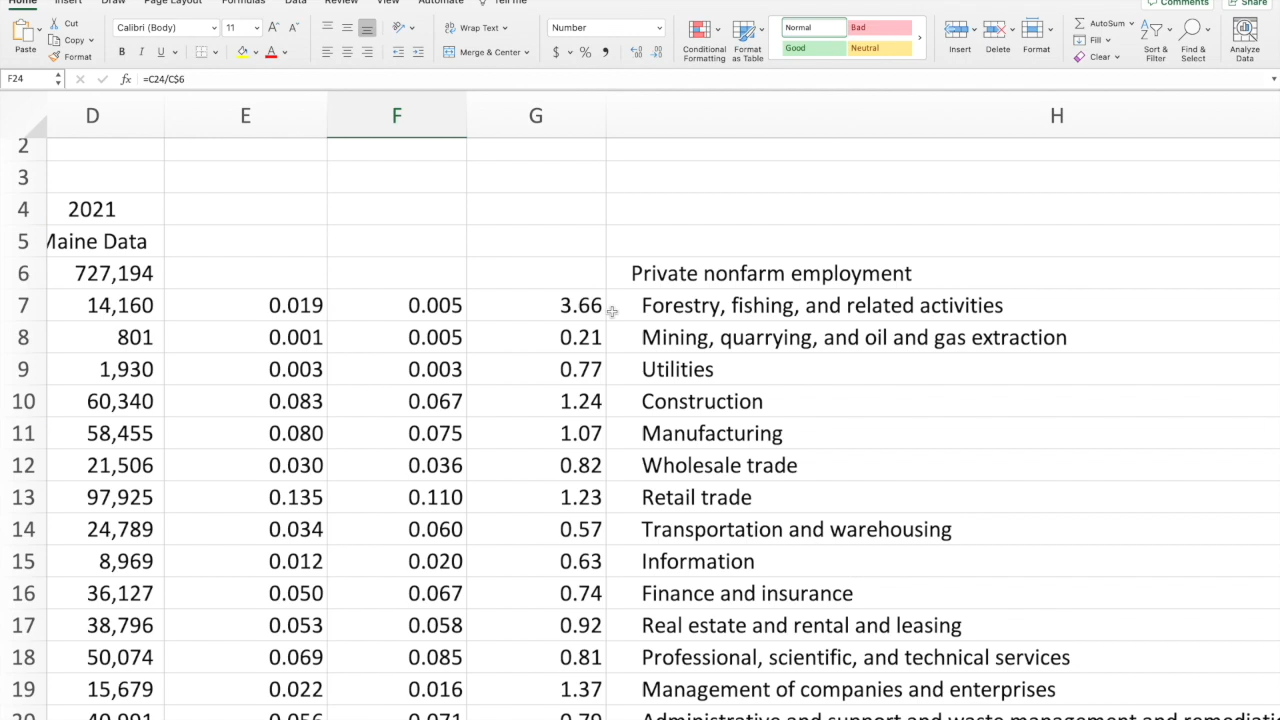 Home Insert Draw Page Layout Formulas Data Review View Automate Tell me Comments Share
Paste Cut Copy Format Calibri (Body) 11 A A Wrap Text Number Conditional Formatting Format as Table Normal Bad Insert Delete Format AutoSum Sort & Filter Find & Select Analyze Data
B I U A Merge & Center $ % Good Neutral Fill Clear
F24 fx =C24/C$6
D E F G H
2
3
4 2021
5 Maine Data
6 727,194 Private nonfarm employment
7 14,160 0.019 0.005 3.66 Forestry, fishing, and related activities
8 801 0.001 0.005 0.21 Mining, quarrying, and oil and gas extraction
9 1,930 0.003 0.003 0.77 Utilities
10 60,340 0.083 0.067 1.24 Construction
11 58,455 0.080 0.075 1.07 Manufacturing
12 21,506 0.030 0.036 0.82 Wholesale trade
13 97,925 0.135 0.110 1.23 Retail trade
14 24,789 0.034 0.060 0.57 Transportation and warehousing
15 8,969 0.012 0.020 0.63 Information
16 36,127 0.050 0.067 0.74 Finance and insurance
17 38,796 0.053 0.058 0.92 Real estate and rental and leasing
18 50,074 0.069 0.085 0.81 Professional, scientific, and technical services
19 15,679 0.022 0.016 1.37 Management of companies and enterprises
20 40,991 0.056 0.071 0.79 Administrative and support and waste management and